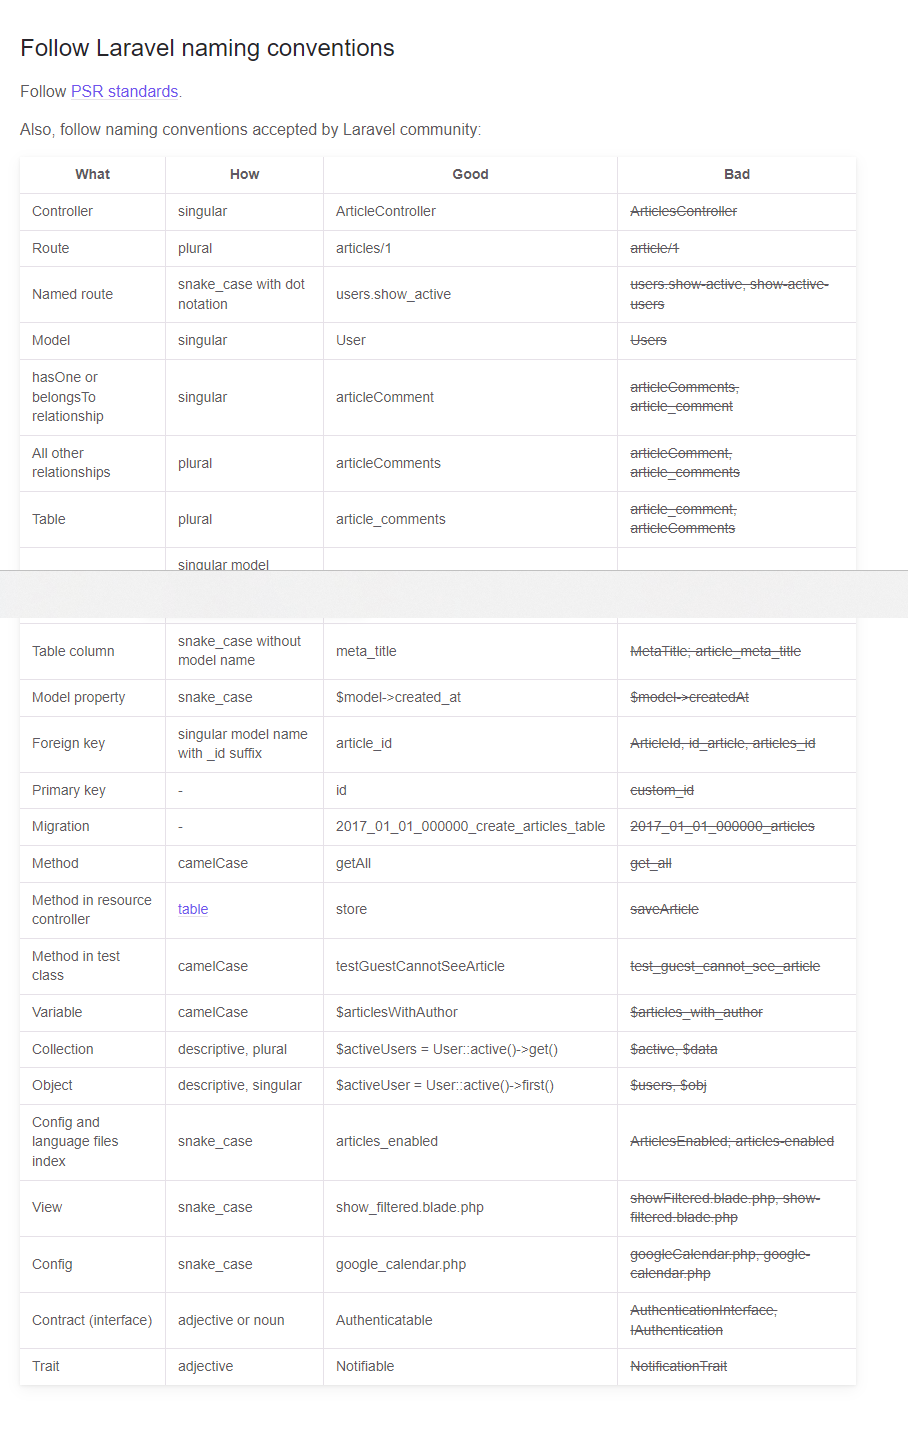 Follow Laravel naming conventions
Follow PSR standards.
Also, follow naming conventions accepted by Laravel community:
What How Good Bad
Controller singular ArticleController ArticlesController
Route plural articles/1 article/1
Named route snake_case with dot notation users.show_active users.show-active, show-active-users
Model singular User Users
hasOne or belongsTo relationship singular articleComment articleComments, article_comment
All other relationships plural articleComments articleComment, article_comments
Table plural article_comments article_comment, articleComments
singular model
Table column snake_case without model name meta_title MetaTitle; article_meta_title
Model property snake_case $model->created_at $model->createdAt
Foreign key singular model name with _id suffix article_id ArticleId, id_article, articles_id
Primary key - id custom_id
Migration - 2017_01_01_000000_create_articles_table 2017_01_01_000000_articles
Method camelCase getAll get_all
Method in resource controller table store saveArticle
Method in test class camelCase testGuestCannotSeeArticle test_guest_cannot_see_article
Variable camelCase $articlesWithAuthor $articles_with_author
Collection descriptive, plural $activeUsers = User::active()->get() $active, $data
Object descriptive, singular $activeUser = User::active()->first() $users, $obj
Config and language files index snake_case articles_enabled ArticlesEnabled; articles-enabled
View snake_case show_filtered.blade.php showFiltered.blade.php, show-filtered.blade.php
Config snake_case google_calendar.php googleCalendar.php, google-calendar.php
Contract (interface) adjective or noun Authenticatable AuthenticationInterface, IAuthentication
Trait adjective Notifiable NotificationTrait